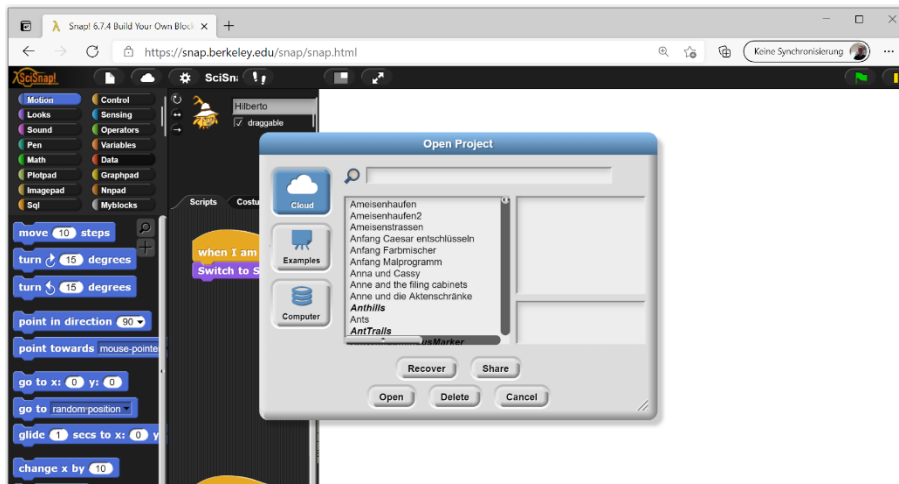 Snap! 6.7.4 Build Your Own Block
https://snap.berkeley.edu/snap/snap.html
Keine Synchronisierung
SciSnap!
Motion
Control
Looks
Sensing
Sound
Operators
Pen
Variables
Math
Data
Plotpad
Graphpad
Imagepad
Nnpad
Sql
Myblocks
move 10 steps
turn 15 degrees
turn 15 degrees
point in direction 90
point towards mouse-pointe
go to x: 0 y: 0
go to random position
glide 1 secs to x: 0 y
change x by 10
Hilberto
draggable
Scripts Costu
when I am
Switch to S
Open Project
Cloud
Examples
Computer
Ameisenhaufen
Ameisenhaufen2
Ameisenstrassen
Anfang Caesar entschlüsseln
Anfang Farbmischer
Anfang Malprogramm
Anna und Cassy
Anne and the filing cabinets
Anne und die Aktenschränke
Anthills
Ants
AntTrails
Recover
Share
Open
Delete
Cancel